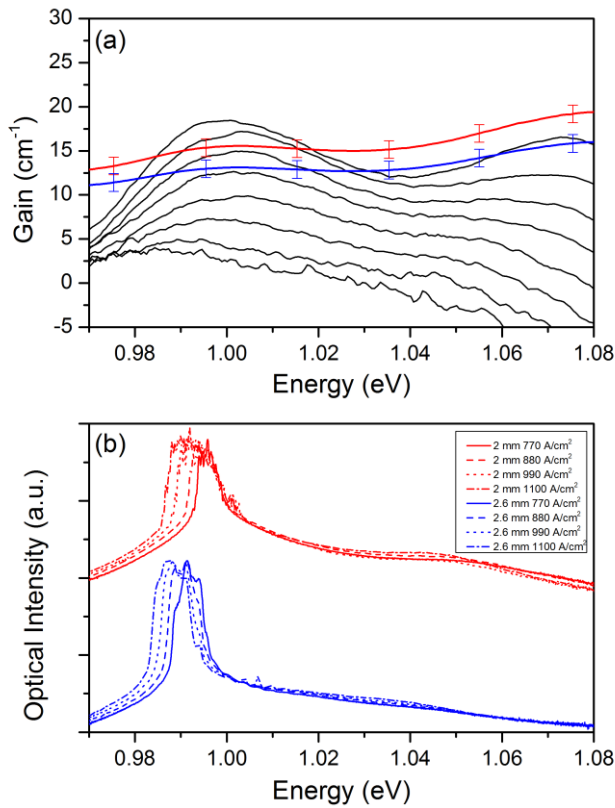 (a)
30
25
20
15
10
5
0
-5
Gain (cm⁻¹)
0.98 1.00 1.02 1.04 1.06 1.08
Energy (eV)
(b)
2 mm 770 A/cm²
2 mm 880 A/cm²
2 mm 990 A/cm²
2 mm 1100 A/cm²
2.6 mm 770 A/cm²
2.6 mm 880 A/cm²
2.6 mm 990 A/cm²
2.6 mm 1100 A/cm²
Optical Intensity (a.u.)
0.98 1.00 1.02 1.04 1.06 1.08
Energy (eV)